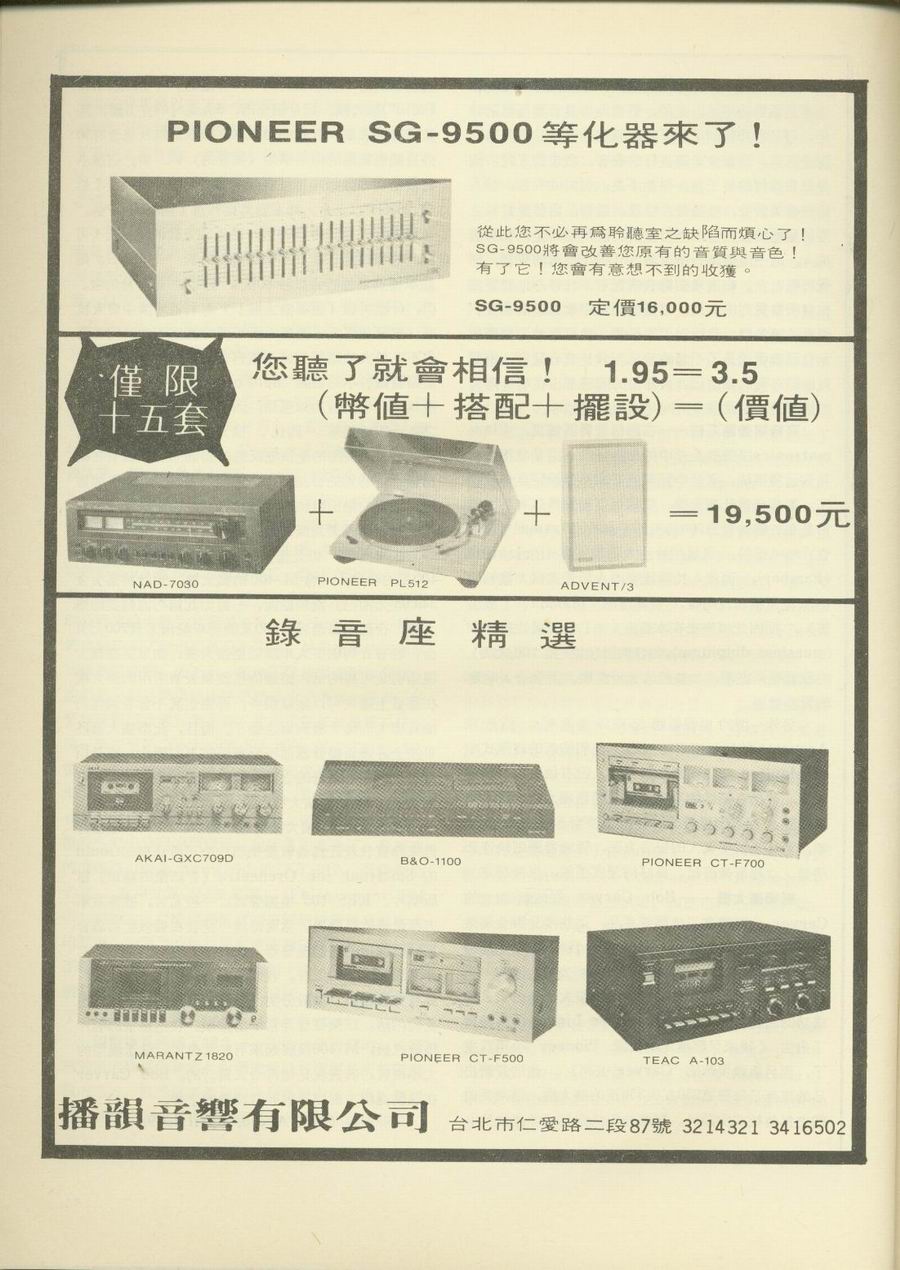 PIONEER SG-9500等化器來了！
從此您不必再爲聆聽室之缺陷而煩心了！
SG-9500將會改善您原有的音質與音色！
有了它！您會有意想不到的收獲。
SG-9500 定價16,000元
僅限
十五套
您聽了就會相信！ 1.95＝3.5
（幣値＋搭配＋擺設）＝（價値）
＋ ＋ ＝19,500元
NAD-7030 PIONEER PL512 ADVENT/3
錄音座精選
AKAI-GXC709D B&O-1100 PIONEER CT-F700
MARANTZ 1820 PIONEER CT-F500 TEAC A-103
播韻音響有限公司 台北市仁愛路二段87號 3214321 3416502